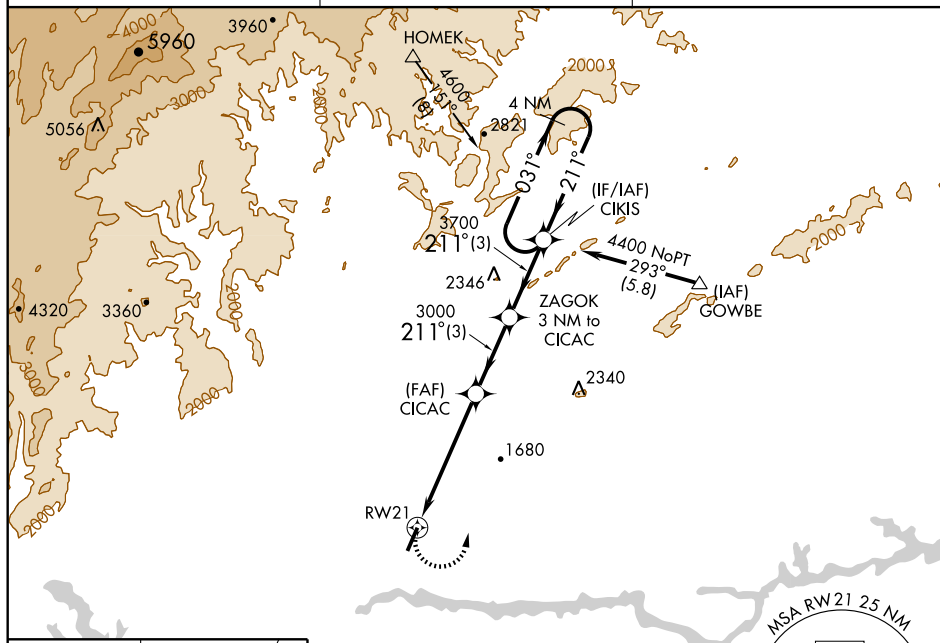 4000
5960
3960
HOMEK
4600
151°
(8)
3000
2000
5056
2821
4 NM
2000
031°
211°
(IF/IAF)
CIKIS
3700
211°(3)
4400 NoPT
293°
(5.8)
2000
(IAF)
GOWBE
2346
ZAGOK
3 NM to
CICAC
4320
3360
2000
3000
211°(3)
3000
2000
(FAF)
CICAC
2340
1680
2000
RW21
MSA RW21 25 NM